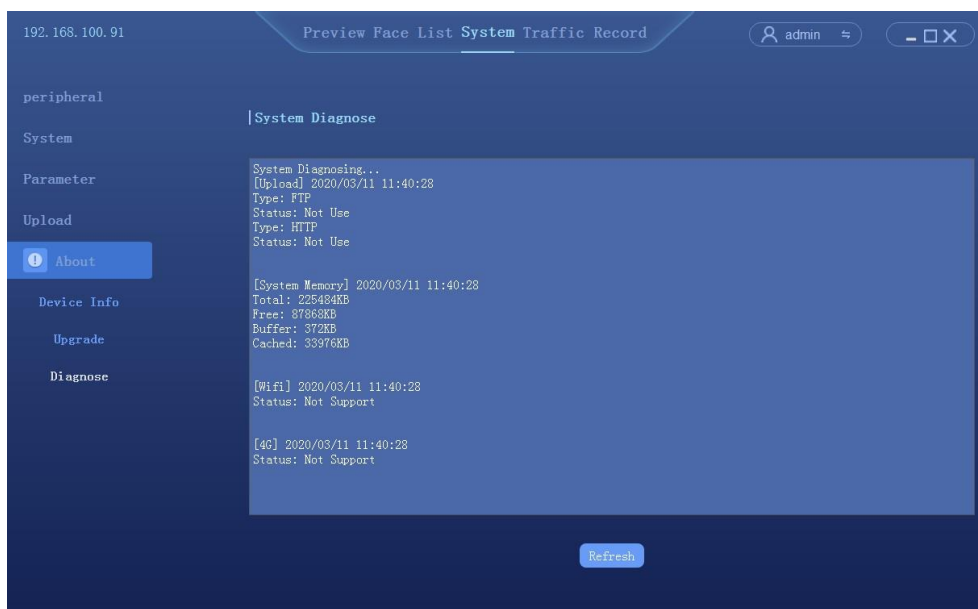 192.168.100.91
Preview Face List System Traffic Record
admin
peripheral
System
Parameter
Upload
About
Device Info
Upgrade
Diagnose
System Diagnose
System Diagnosing...
[Upload] 2020/03/11 11:40:28
Type: FTP
Status: Not Use
Type: HTTP
Status: Not Use
[System Memory] 2020/03/11 11:40:28
Total: 225484KB
Free: 87868KB
Buffer: 372KB
Cached: 33976KB
[Wifi] 2020/03/11 11:40:28
Status: Not Support
[4G] 2020/03/11 11:40:28
Status: Not Support
Refresh